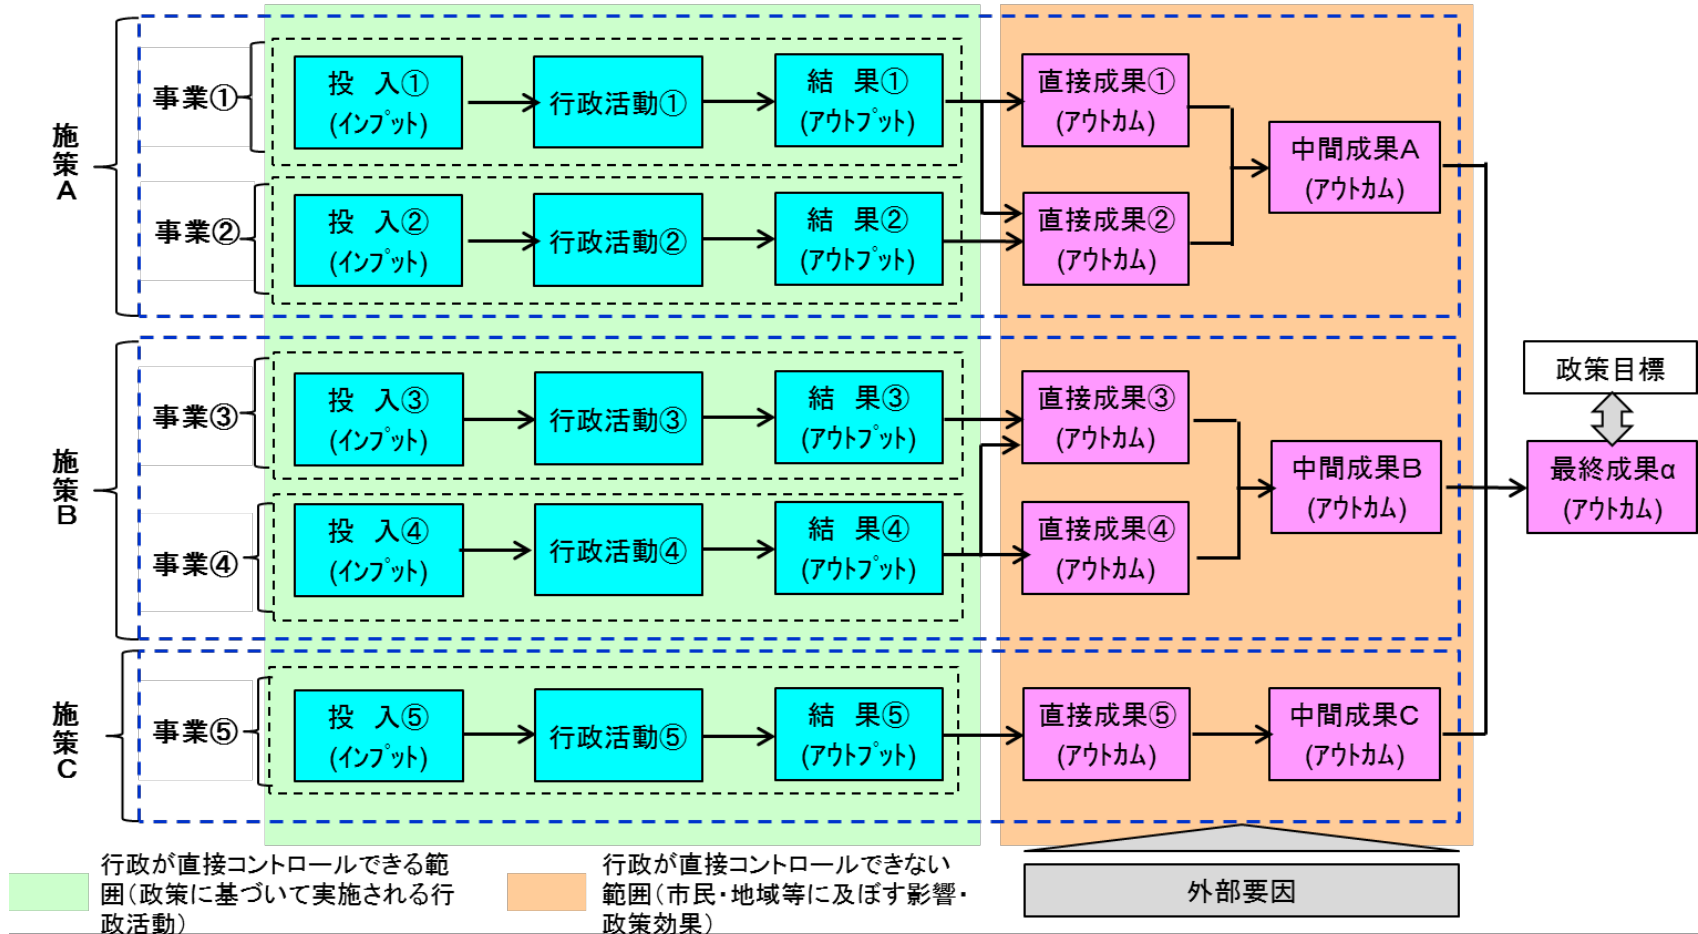 施策A
事業①
投　入①
(ｲﾝﾌﾟｯﾄ)
行政活動①
結　果①
(ｱｳﾄﾌﾟｯﾄ)
直接成果①
(ｱｳﾄｶﾑ)
中間成果A
(ｱｳﾄｶﾑ)
事業②
投　入②
(ｲﾝﾌﾟｯﾄ)
行政活動②
結　果②
(ｱｳﾄﾌﾟｯﾄ)
直接成果②
(ｱｳﾄｶﾑ)
施策B
事業③
投　入③
(ｲﾝﾌﾟｯﾄ)
行政活動③
結　果③
(ｱｳﾄﾌﾟｯﾄ)
直接成果③
(ｱｳﾄｶﾑ)
中間成果B
(ｱｳﾄｶﾑ)
事業④
投　入④
(ｲﾝﾌﾟｯﾄ)
行政活動④
結　果④
(ｱｳﾄﾌﾟｯﾄ)
直接成果④
(ｱｳﾄｶﾑ)
政策目標
最終成果α
(ｱｳﾄｶﾑ)
施策C
事業⑤
投　入⑤
(ｲﾝﾌﾟｯﾄ)
行政活動⑤
結　果⑤
(ｱｳﾄﾌﾟｯﾄ)
直接成果⑤
(ｱｳﾄｶﾑ)
中間成果C
(ｱｳﾄｶﾑ)
行政が直接コントロールできる範
囲(政策に基づいて実施される行
政活動)
行政が直接コントロールできない
範囲(市民・地域等に及ぼす影響・
政策効果)
外部要因